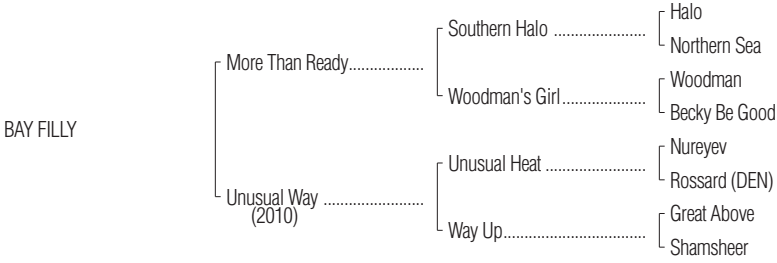 Halo
Southern Halo ......................
Northern Sea
More Than Ready..................
Woodman
Woodman's Girl....................
Becky Be Good
BAY FILLY
Nureyev
Unusual Heat ........................
Rossard (DEN)
Unusual Way ........................
(2010)
Great Above
Way Up..................................
Shamsheer